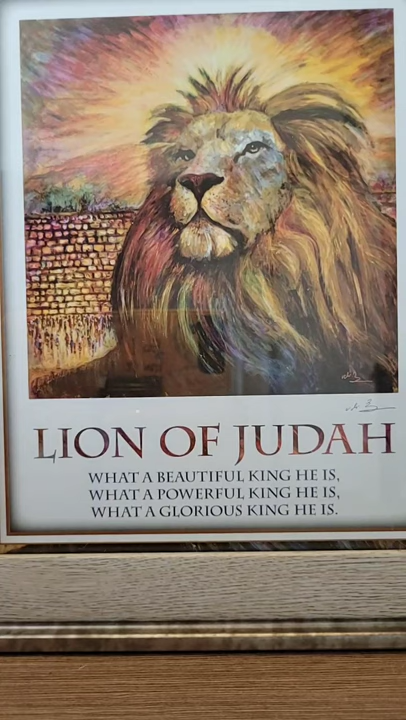 LION OF JUDAH
WHAT A BEAUTIFUL KING HE IS,
WHAT A POWERFUL KING HE IS,
WHAT A GLORIOUS KING HE IS.